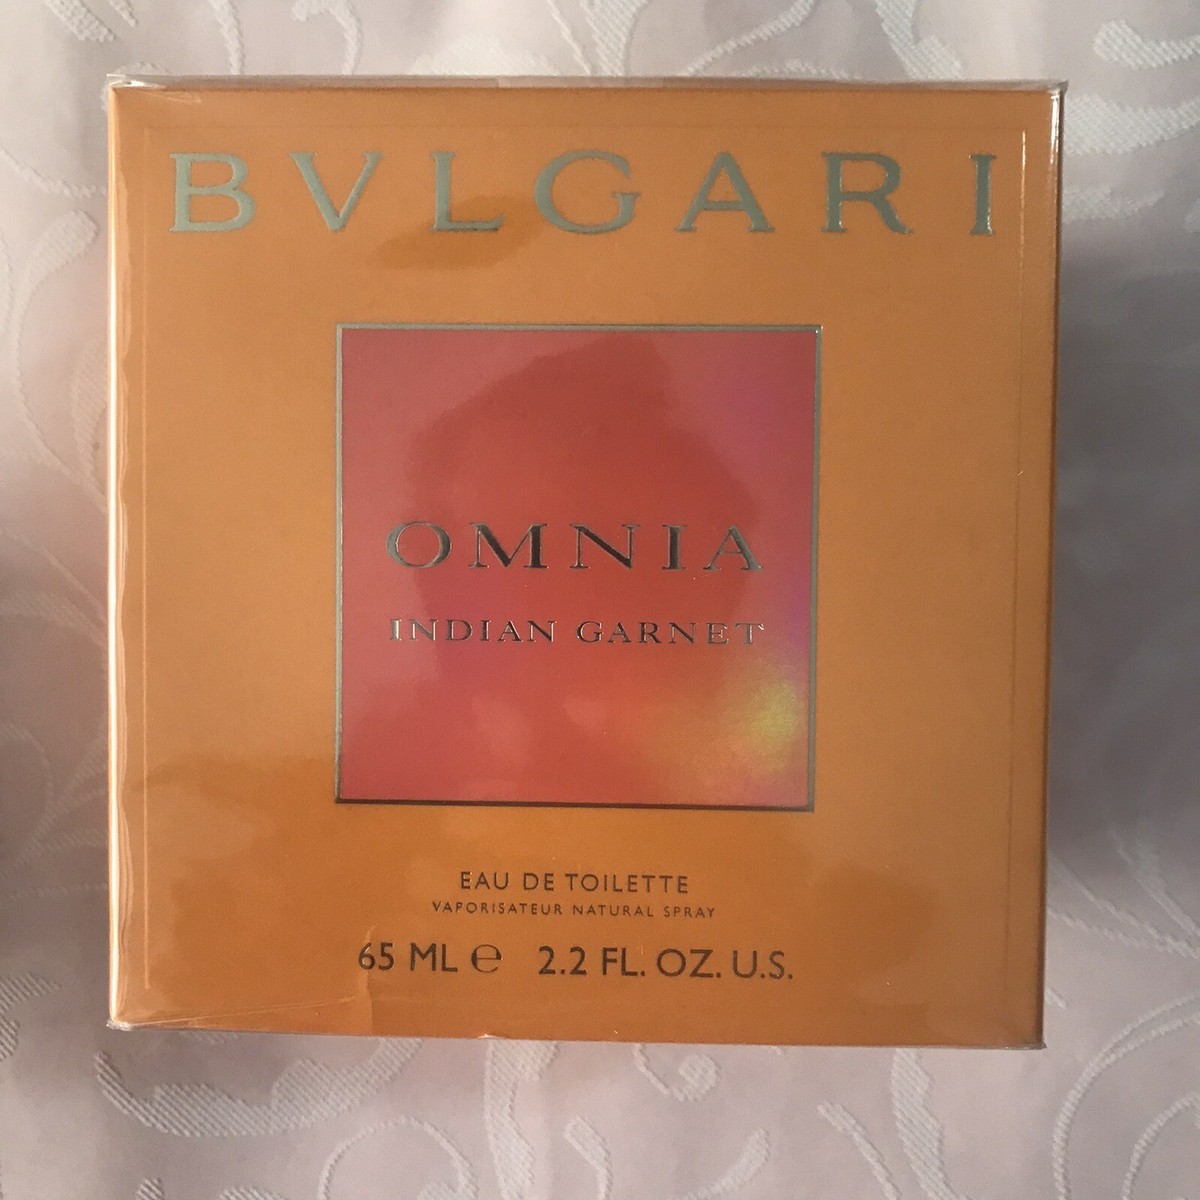 BVLGARI
OMNIA
INDIAN GARNET
EAU DE TOILETTE
VAPORISATEUR NATURAL SPRAY
65 ML ℮ 2.2 FL. OZ. U.S.